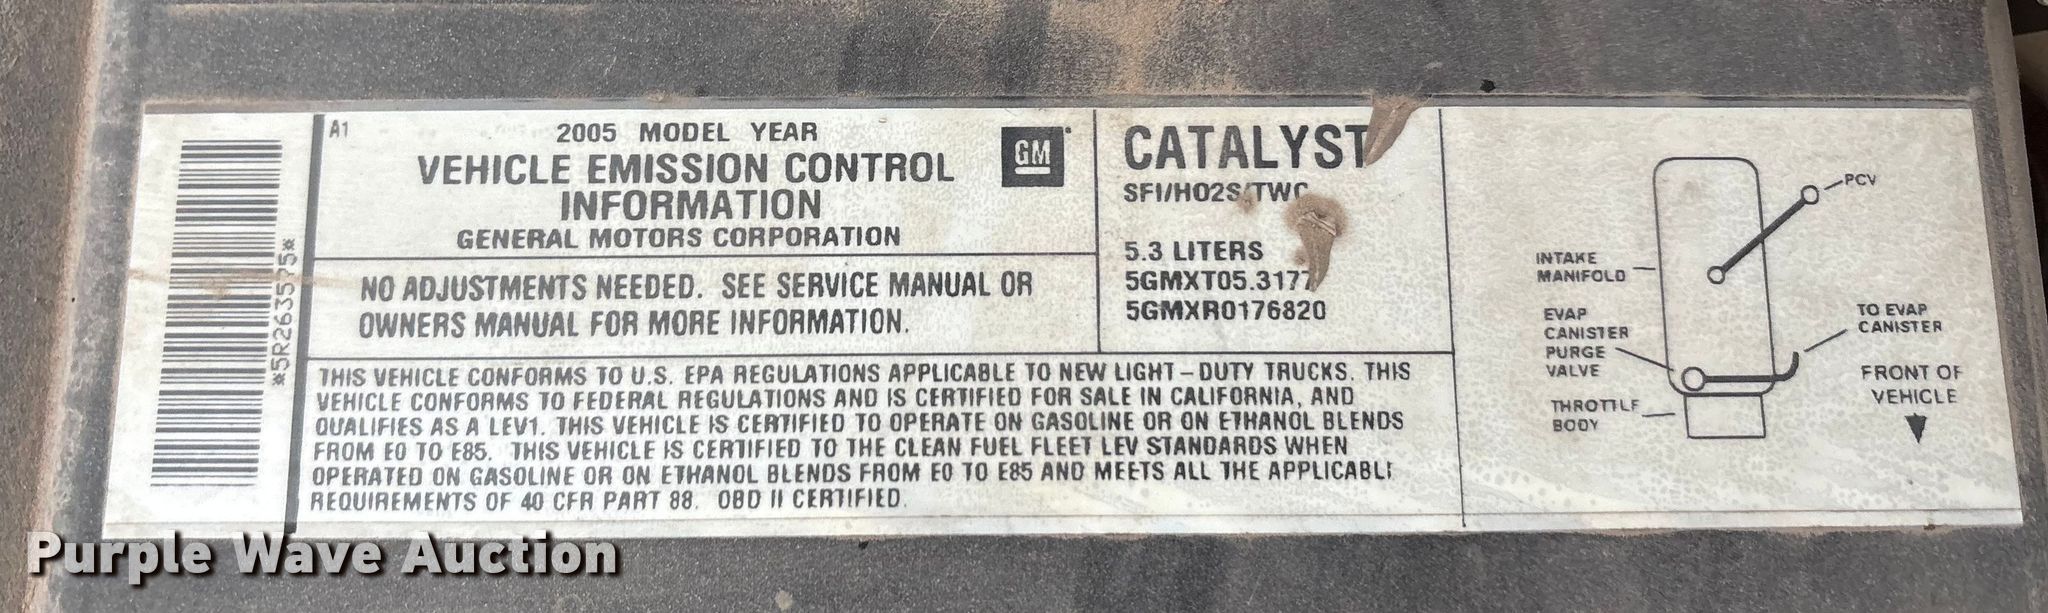 A1
2005 MODEL YEAR
VEHICLE EMISSION CONTROL
INFORMATION
GENERAL MOTORS CORPORATION
GM
NO ADJUSTMENTS NEEDED. SEE SERVICE MANUAL OR
OWNERS MANUAL FOR MORE INFORMATION.
CATALYST
SFI/HO2S/TWC
5.3 LITERS
5GMXT05.3177
5GMXR0176820
THIS VEHICLE CONFORMS TO U.S. EPA REGULATIONS APPLICABLE TO NEW LIGHT-DUTY TRUCKS. THIS
VEHICLE CONFORMS TO FEDERAL REGULATIONS AND IS CERTIFIED FOR SALE IN CALIFORNIA, AND
QUALIFIES AS A LEV1. THIS VEHICLE IS CERTIFIED TO OPERATE ON GASOLINE OR ON ETHANOL BLENDS
FROM E0 TO E85. THIS VEHICLE IS CERTIFIED TO THE CLEAN FUEL FLEET LEV STANDARDS WHEN
OPERATED ON GASOLINE OR ON ETHANOL BLENDS FROM E0 TO E85 AND MEETS ALL THE APPLICABLE
REQUIREMENTS OF 40 CFR PART 88. OBD II CERTIFIED.
PCV
INTAKE
MANIFOLD
EVAP
CANISTER
PURGE
VALVE
THROTTLE
BODY
TO EVAP
CANISTER
FRONT OF
VEHICLE
Purple Wave Auction